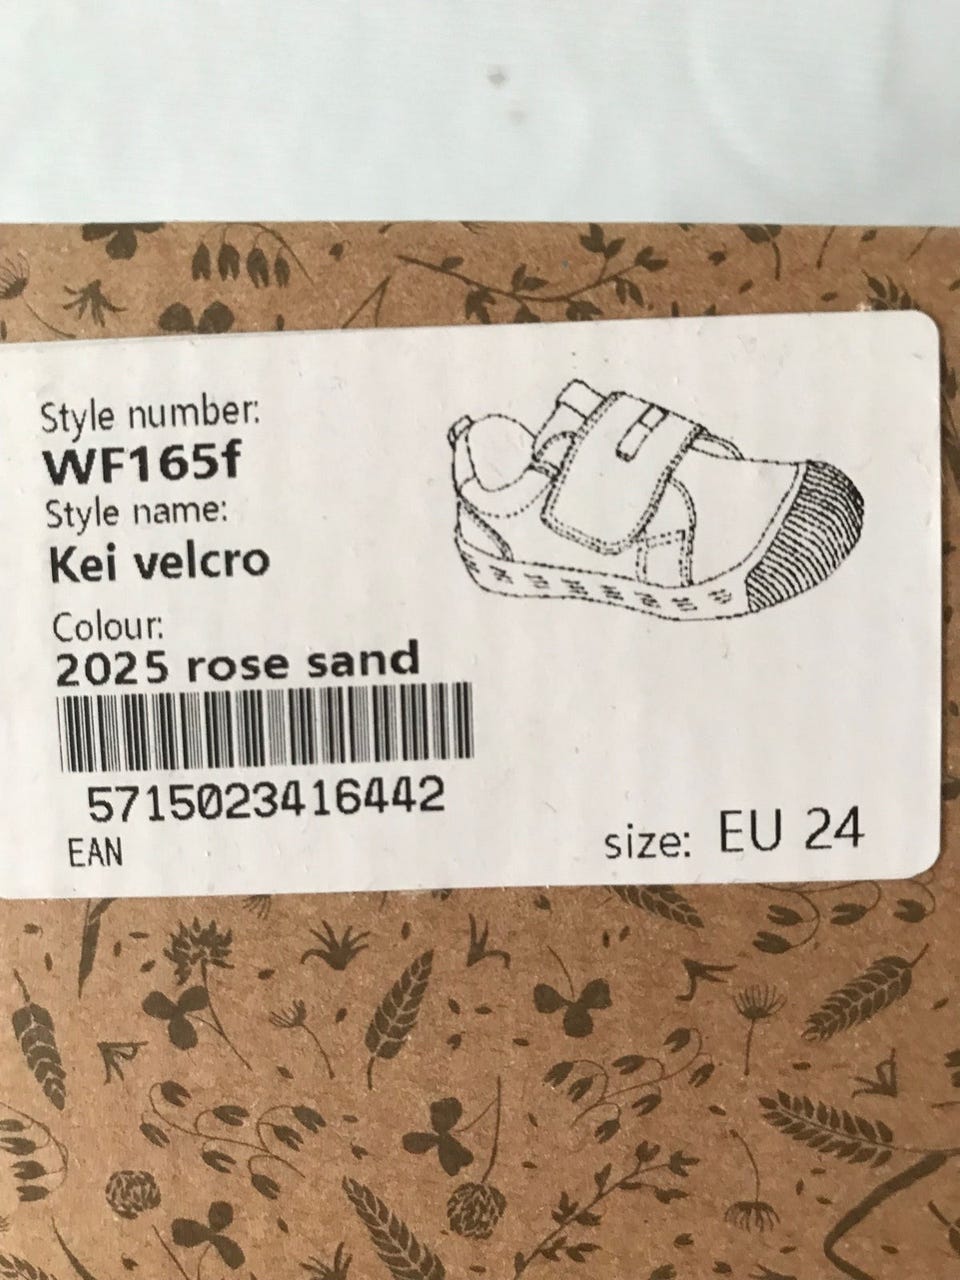 Style number:
WF165f
Style name:
Kei velcro
Colour:
2025 rose sand
5715023416442
EAN
size: EU 24